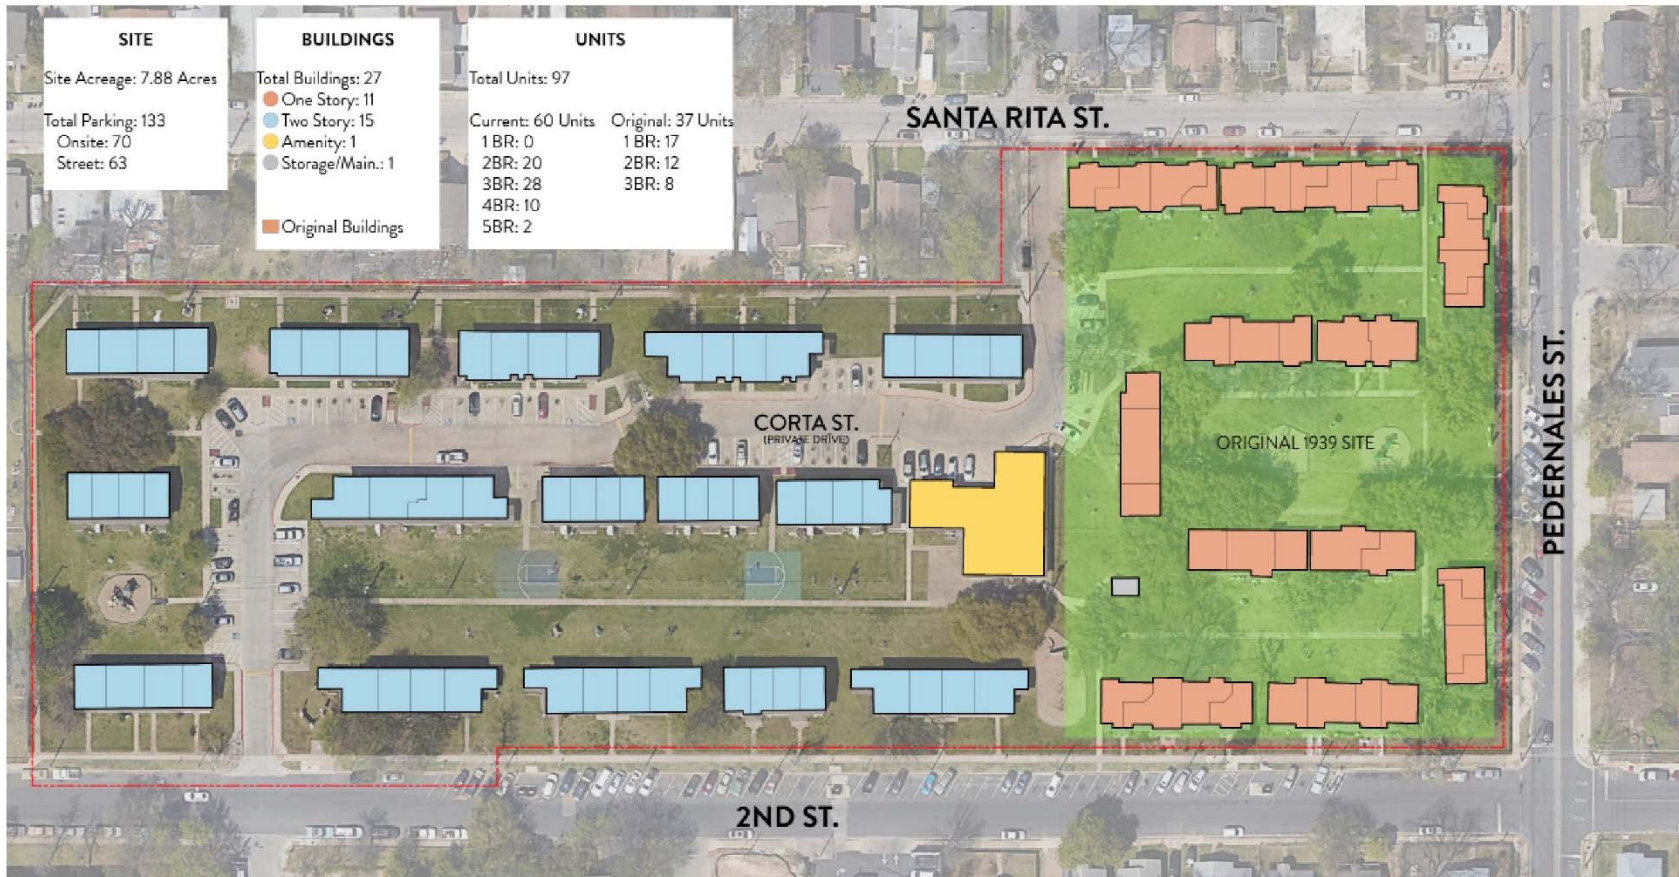 SITE
Site Acreage: 7.88 Acres
Total Parking: 133
Onsite: 70
Street: 63
BUILDINGS
Total Buildings: 27
One Story: 11
Two Story: 15
Amenity: 1
Storage/Main.: 1
Original Buildings
UNITS
Total Units: 97
Current: 60 Units Original: 37 Units
1 BR: 0 1 BR: 17
2BR: 20 2BR: 12
3BR: 28 3BR: 8
4BR: 10
5BR: 2
SANTA RITA ST.
CORTA ST.
(PRIVATE DRIVE)
ORIGINAL 1939 SITE
PEDERNALES ST.
2ND ST.